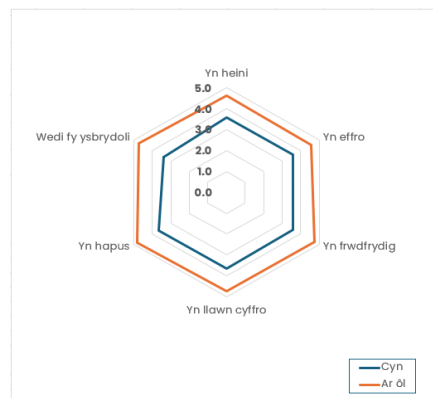 Yn heini
5.0
4.0
3.0
2.0
1.0
0.0
Wedi fy ysbrydoli
Yn effro
Yn hapus
Yn frwdfrydig
Yn llawn cyffro
Cyn
Ar ôl